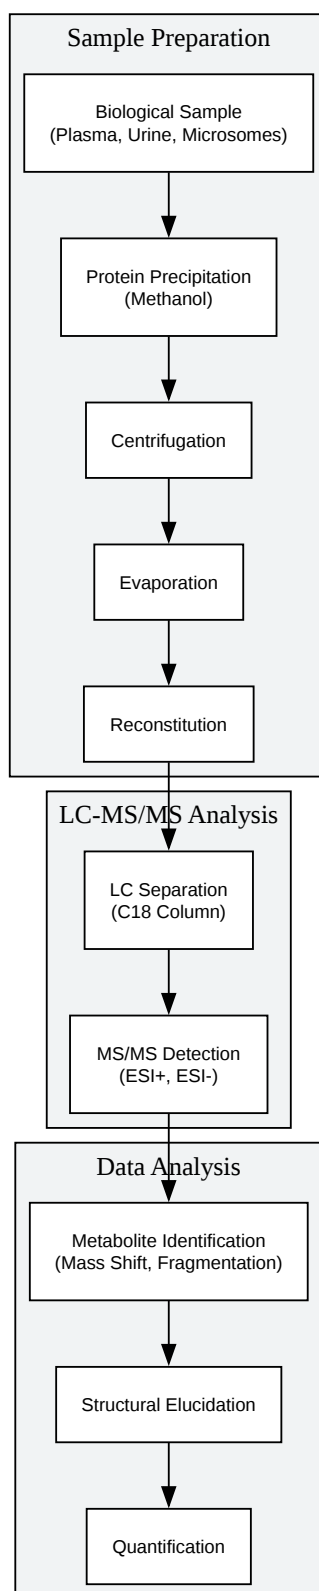 Sample Preparation
Biological Sample
(Plasma, Urine, Microsomes)
Protein Precipitation
(Methanol)
Centrifugation
Evaporation
Reconstitution
LC-MS/MS Analysis
LC Separation
(C18 Column)
MS/MS Detection
(ESI+, ESI-)
Data Analysis
Metabolite Identification
(Mass Shift, Fragmentation)
Structural Elucidation
Quantification